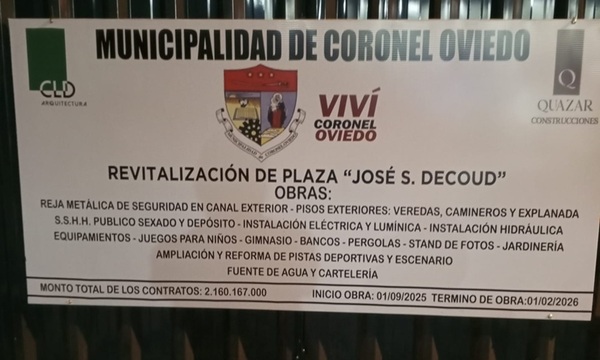 MUNICIPALIDAD DE CORONEL OVIEDO
CLD
ARQUITECTURA
VIVÍ
CORONEL
OVIEDO
Q
QUAZAR
CONSTRUCCIONES
REVITALIZACIÓN DE PLAZA “JOSÉ S. DECOUD”
OBRAS:
REJA METÁLICA DE SEGURIDAD EN CANAL EXTERIOR - PISOS EXTERIORES: VEREDAS, CAMINEROS Y EXPLANADA
S.S.H.H. PUBLICO SEXADO Y DEPÓSITO - INSTALACIÓN ELÉCTRICA Y LUMÍNICA - INSTALACIÓN HIDRÁULICA
EQUIPAMIENTOS - JUEGOS PARA NIÑOS - GIMNASIO - BANCOS - PERGOLAS - STAND DE FOTOS - JARDINERÍA
AMPLIACIÓN Y REFORMA DE PISTAS DEPORTIVAS Y ESCENARIO
FUENTE DE AGUA Y CARTELERÍA
MONTO TOTAL DE LOS CONTRATOS: 2.160.167.000 INICIO OBRA: 01/09/2025 TERMINO DE OBRA:01/02/2026